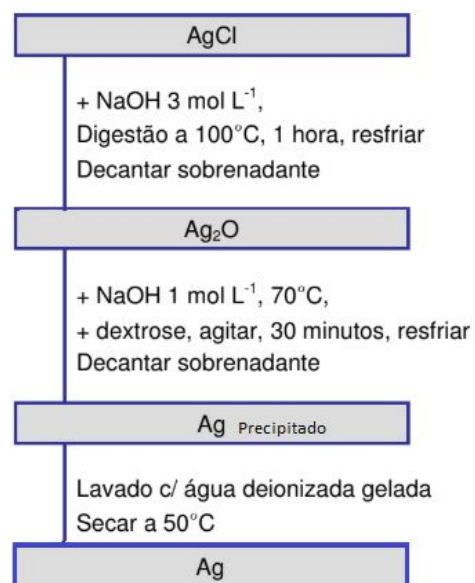 AgCl
+ NaOH 3 mol L⁻¹,
Digestão a 100°C, 1 hora, resfriar
Decantar sobrenadante
Ag₂O
+ NaOH 1 mol L⁻¹, 70°C,
+ dextrose, agitar, 30 minutos, resfriar
Decantar sobrenadante
Ag Precipitado
Lavado c/ água deionizada gelada
Secar a 50°C
Ag